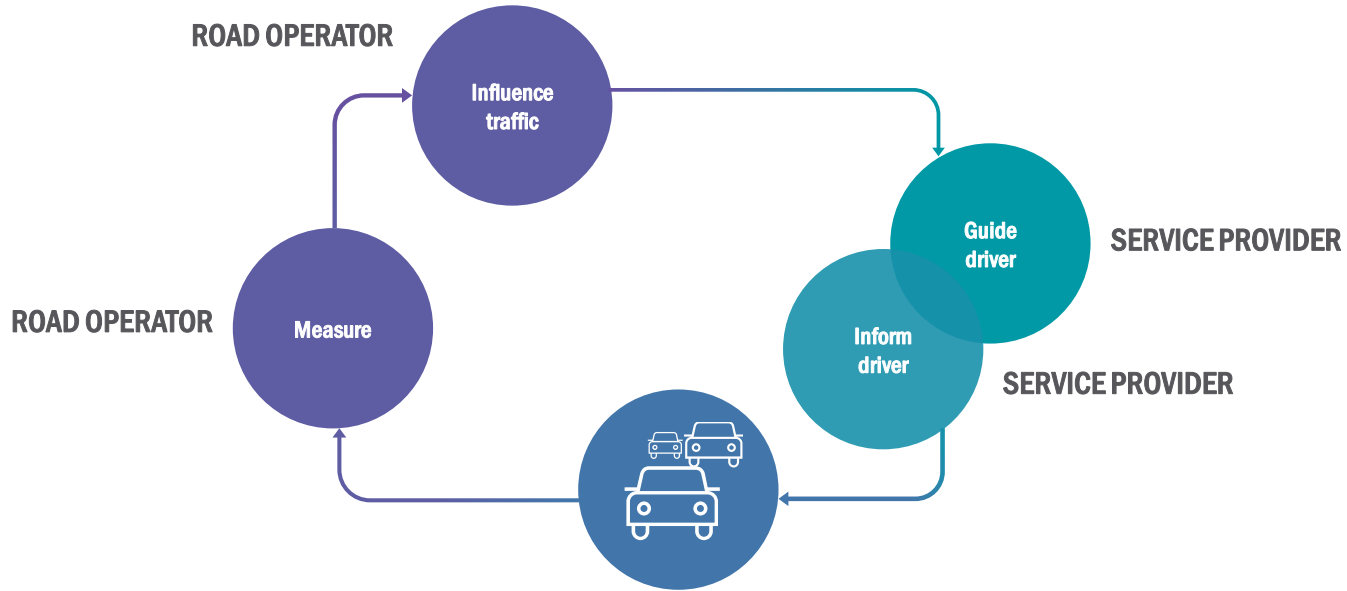 ROAD OPERATOR
Influence
traffic
Guide
driver
SERVICE PROVIDER
ROAD OPERATOR
Measure
Inform
driver
SERVICE PROVIDER